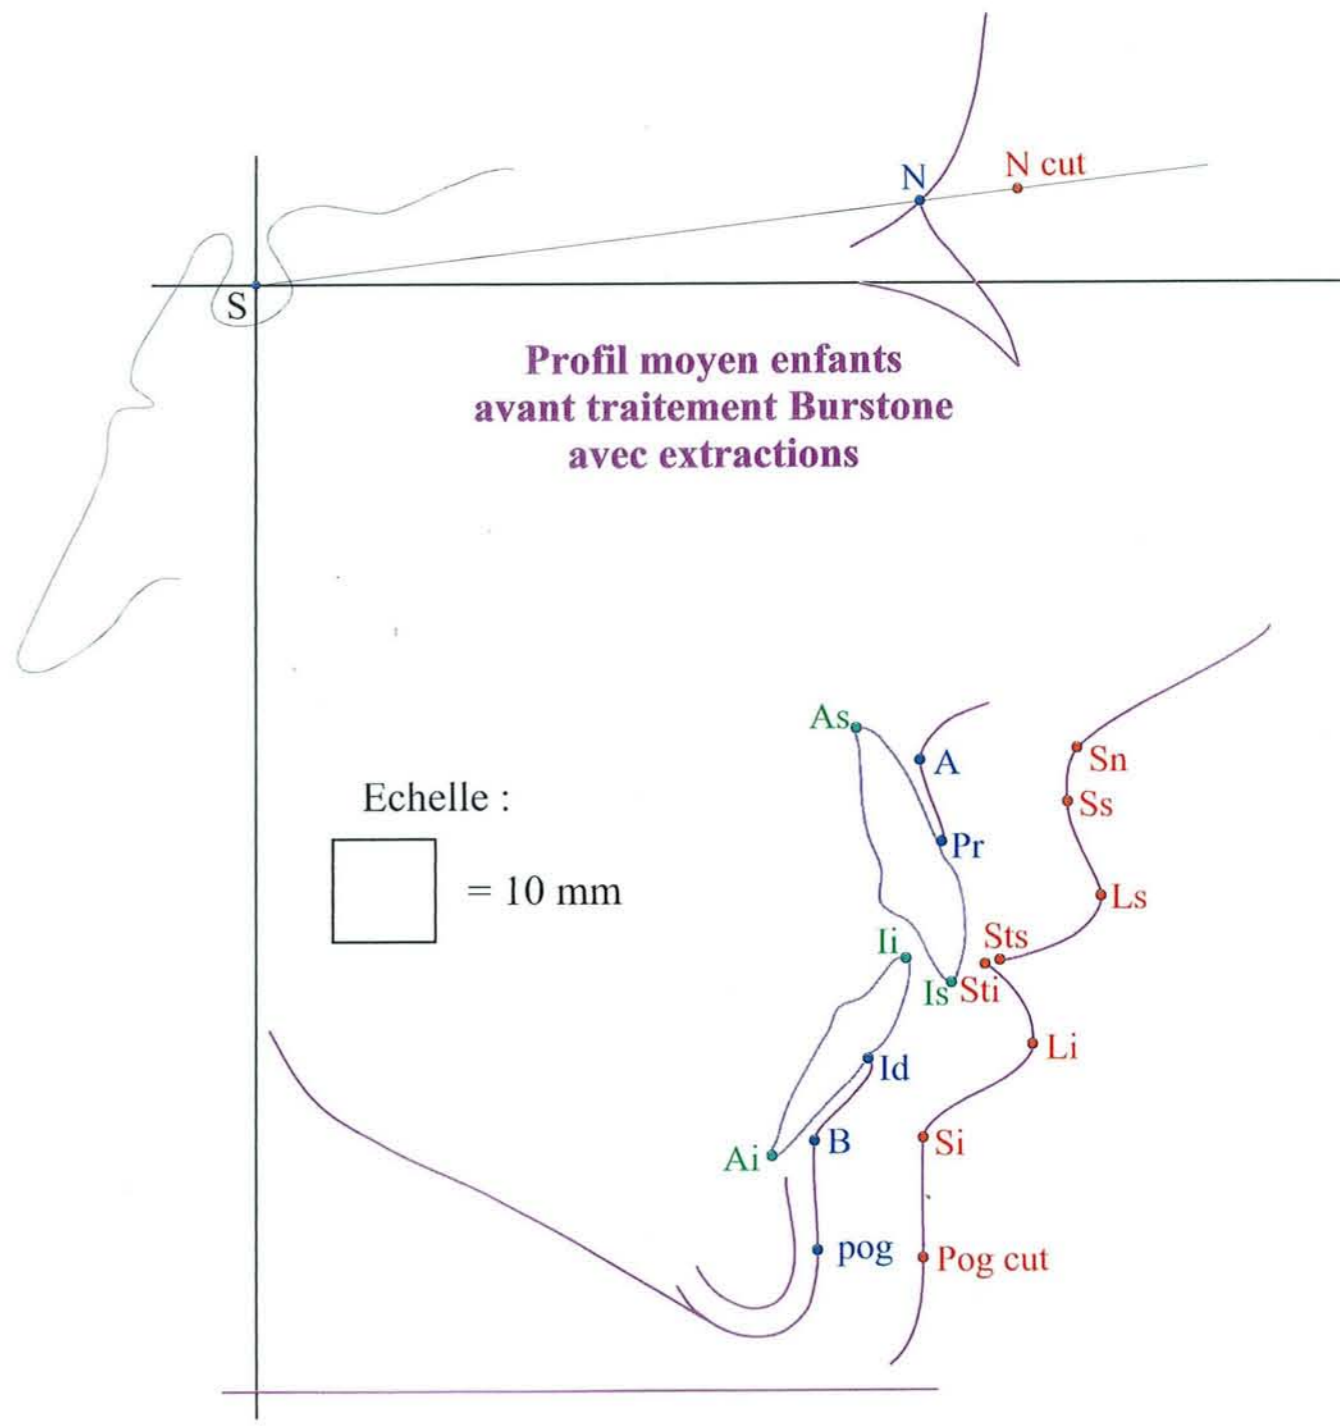 N cut
N
S
Profil moyen enfants
avant traitement Burstone
avec extractions
As
A
Sn
Echelle :
Ss
Pr
= 10 mm
Ls
Ii
Sts
Is
Sti
Li
Id
B
Si
Ai
pog
Pog cut